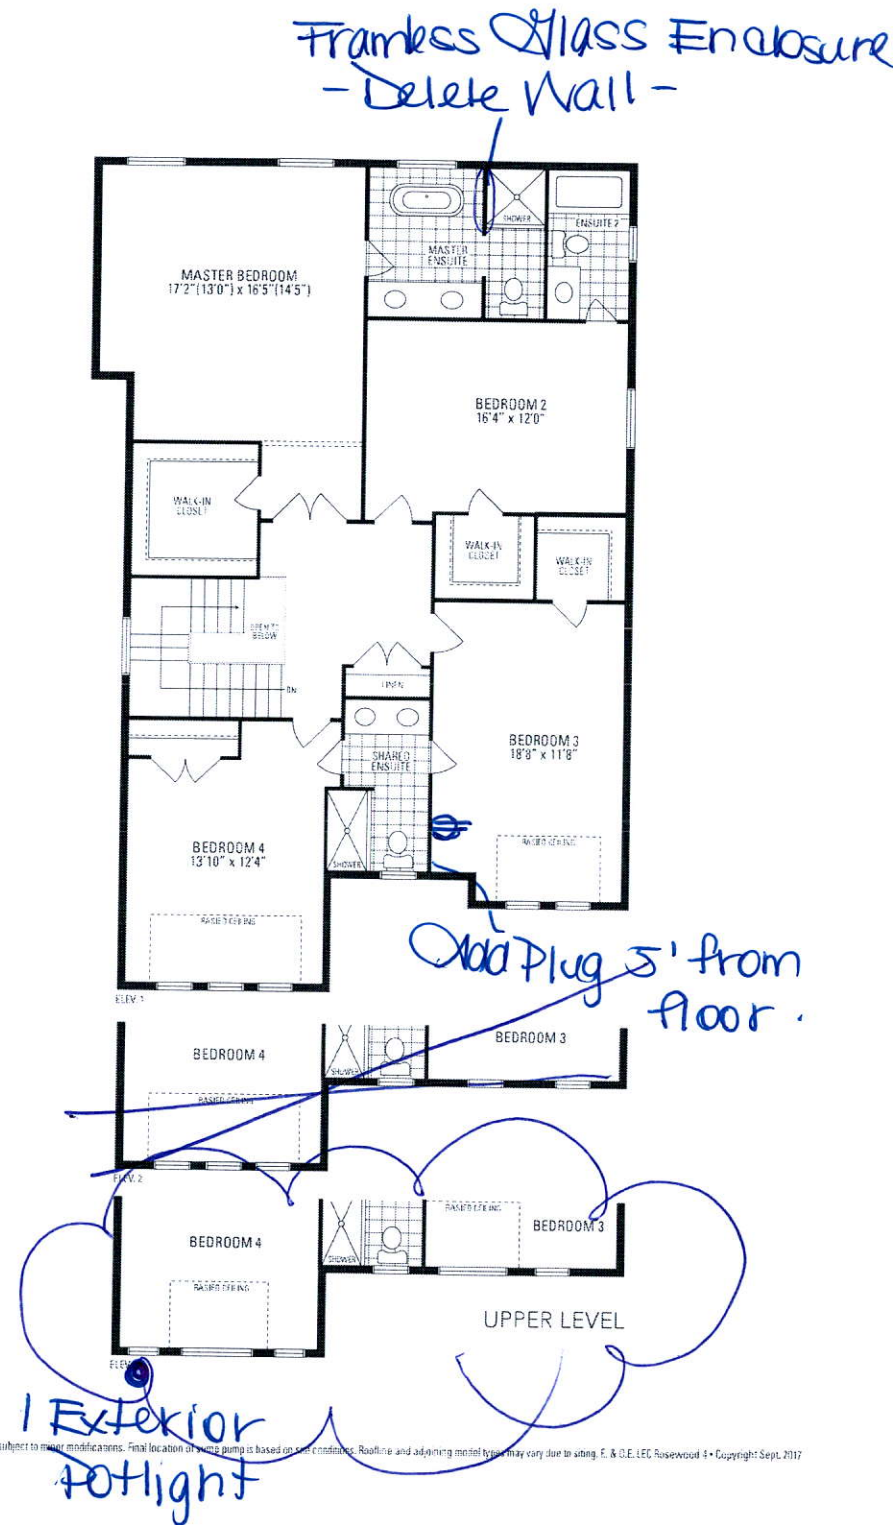 Framless Glass Enclosure
- Delete Wall -
SHOWER
ENSUITE 2
MASTER
ENSUITE
MASTER BEDROOM
17'2"(13'0") x 16'5"(14'5")
BEDROOM 2
16'4" x 12'0"
WALK-IN
CLOSET
WALK-IN
CLOSET
WALK-IN
CLOSET
OPEN TO
BELOW
DN
LINEN
SHARED
ENSUITE
BEDROOM 3
18'8" x 11'8"
BEDROOM 4
13'10" x 12'4"
SHOWER
RAISED CEILING
RAISED CEILING
Add Plug 5' from
floor.
ELEV. 1
BEDROOM 4
BEDROOM 3
SHOWER
RAISED CEILING
ELEV. 2
RAISED CEILING
BEDROOM 3
BEDROOM 4
SHOWER
RAISED CEILING
UPPER LEVEL
ELEV.
1 Exterior
subject to minor modifications. Final location of sump pump is based on site conditions. Roofline and adjoining model types may vary due to siting. E. & O.E. LEC Rosewood 4 • Copyright Sept. 2017
Potlight